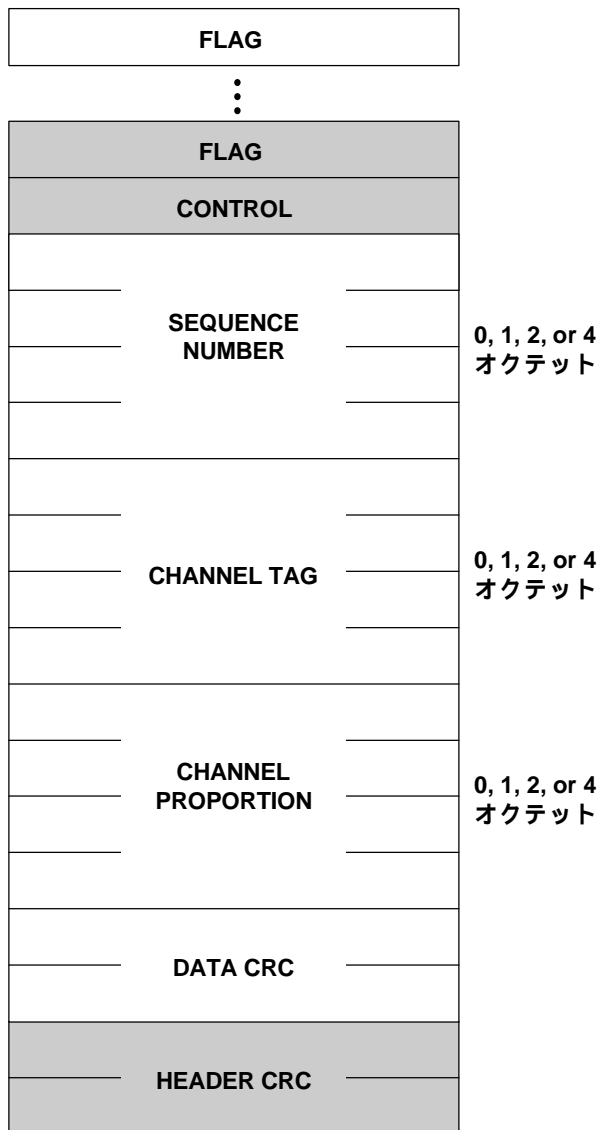 FLAG
FLAG
CONTROL
SEQUENCE
NUMBER
0, 1, 2, or 4
オクテット
CHANNEL TAG
0, 1, 2, or 4
オクテット
CHANNEL
PROPORTION
0, 1, 2, or 4
オクテット
DATA CRC
HEADER CRC